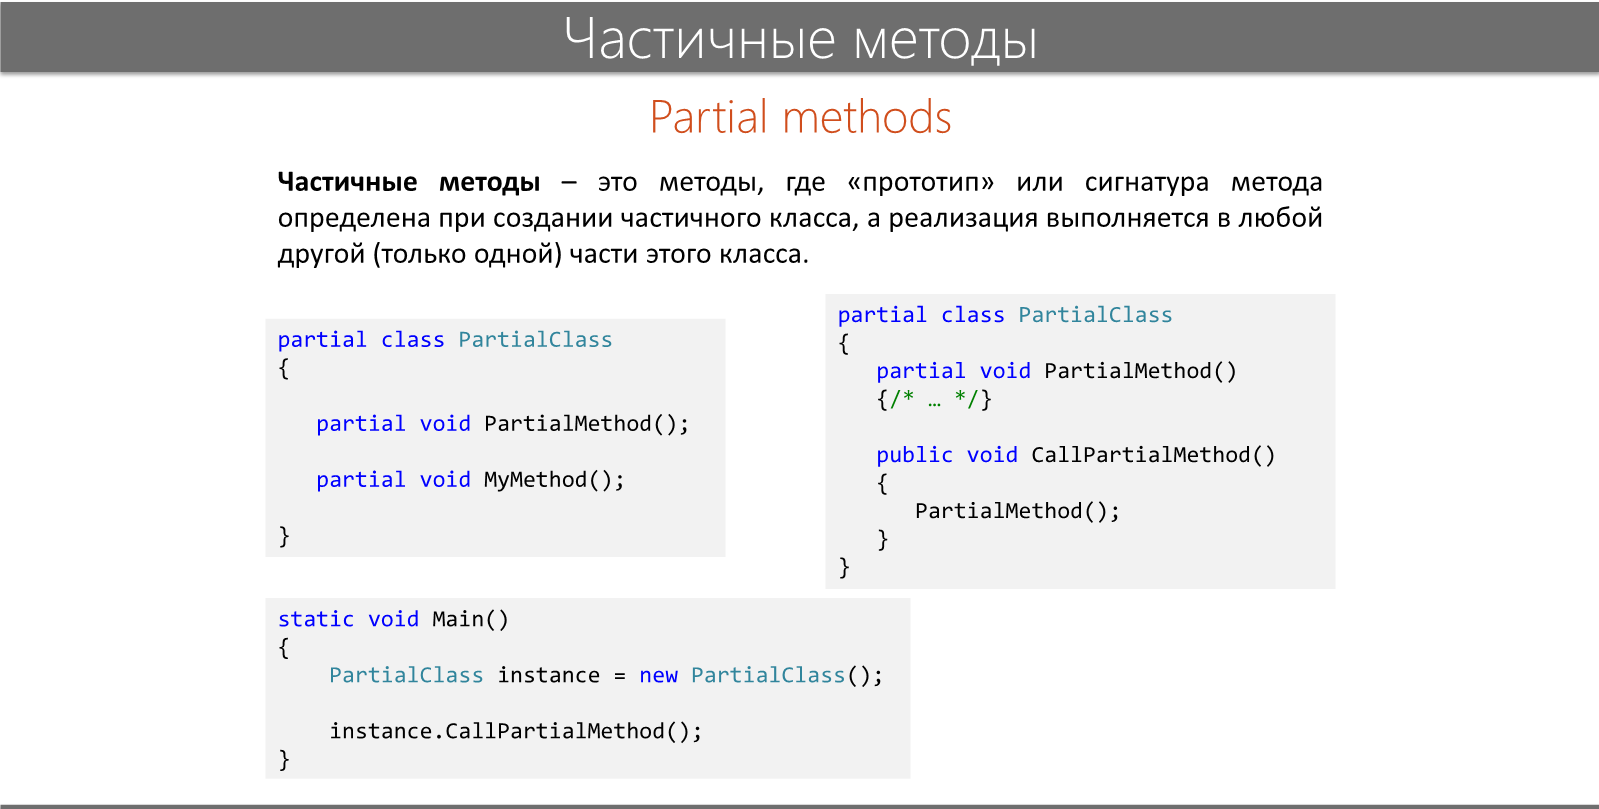 Частичные методы
Partial methods
Частичные методы – это методы, где «прототип» или сигнатура метода
определена при создании частичного класса, а реализация выполняется в любой
другой (только одной) части этого класса.
partial class PartialClass
{
partial void PartialMethod();
partial void MyMethod();
}
partial class PartialClass
{
partial void PartialMethod()
{/* … */}
public void CallPartialMethod()
{
PartialMethod();
}
}
static void Main()
{
PartialClass instance = new PartialClass();
instance.CallPartialMethod();
}